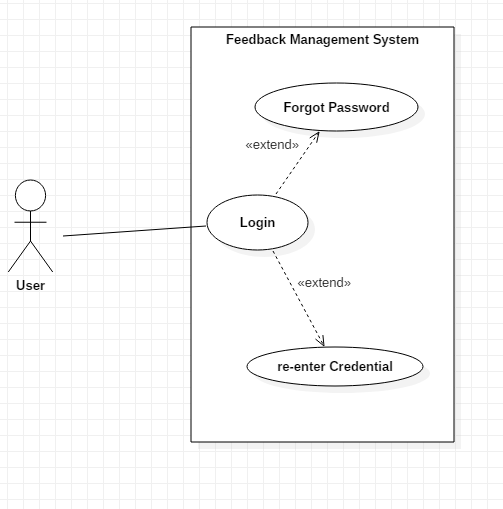 Feedback Management System
Forgot Password
«extend»
Login
User
«extend»
re-enter Credential